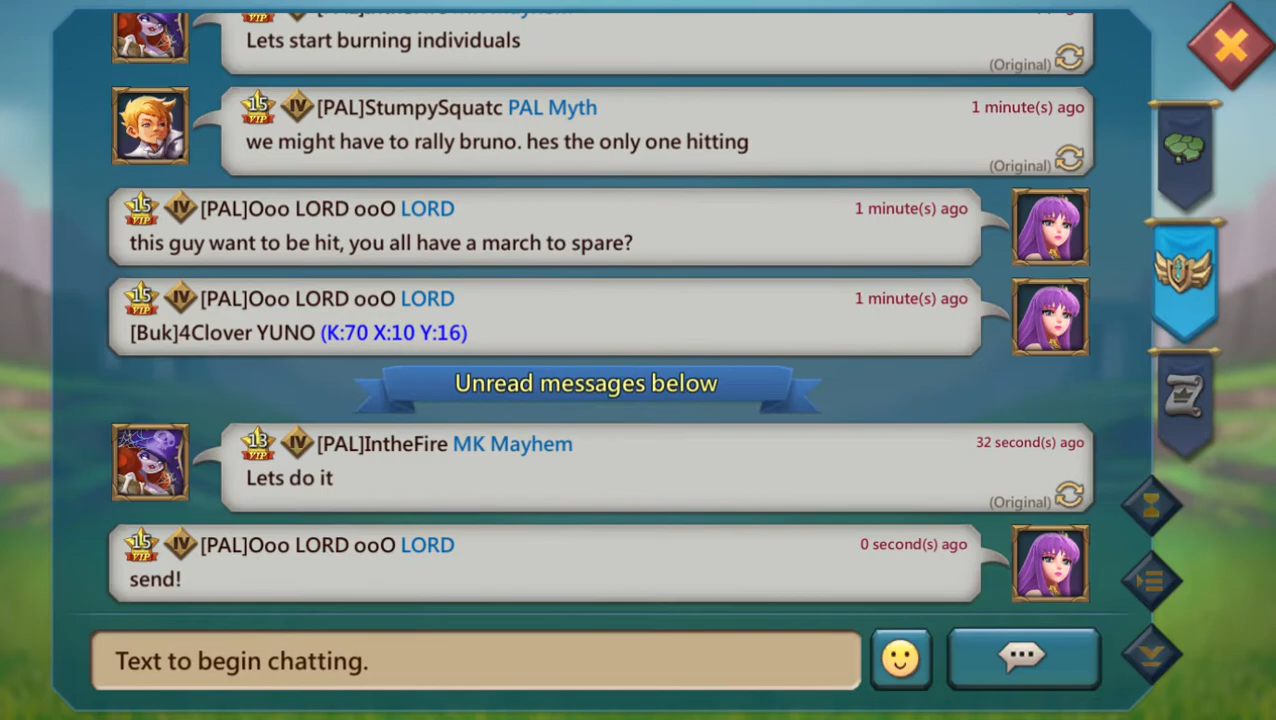 VIP [PAL]IntheFire MK Mayhem
Lets start burning individuals
(Original)
15 VIP IV [PAL]StumpySquatc PAL Myth 1 minute(s) ago
we might have to rally bruno. hes the only one hitting
(Original)
15 VIP IV [PAL]Ooo LORD ooO LORD 1 minute(s) ago
this guy want to be hit, you all have a march to spare?
15 VIP IV [PAL]Ooo LORD ooO LORD 1 minute(s) ago
[Buk]4Clover YUNO (K:70 X:10 Y:16)
Unread messages below
13 VIP IV [PAL]IntheFire MK Mayhem 32 second(s) ago
Lets do it
(Original)
15 VIP IV [PAL]Ooo LORD ooO LORD 0 second(s) ago
send!
Text to begin chatting.